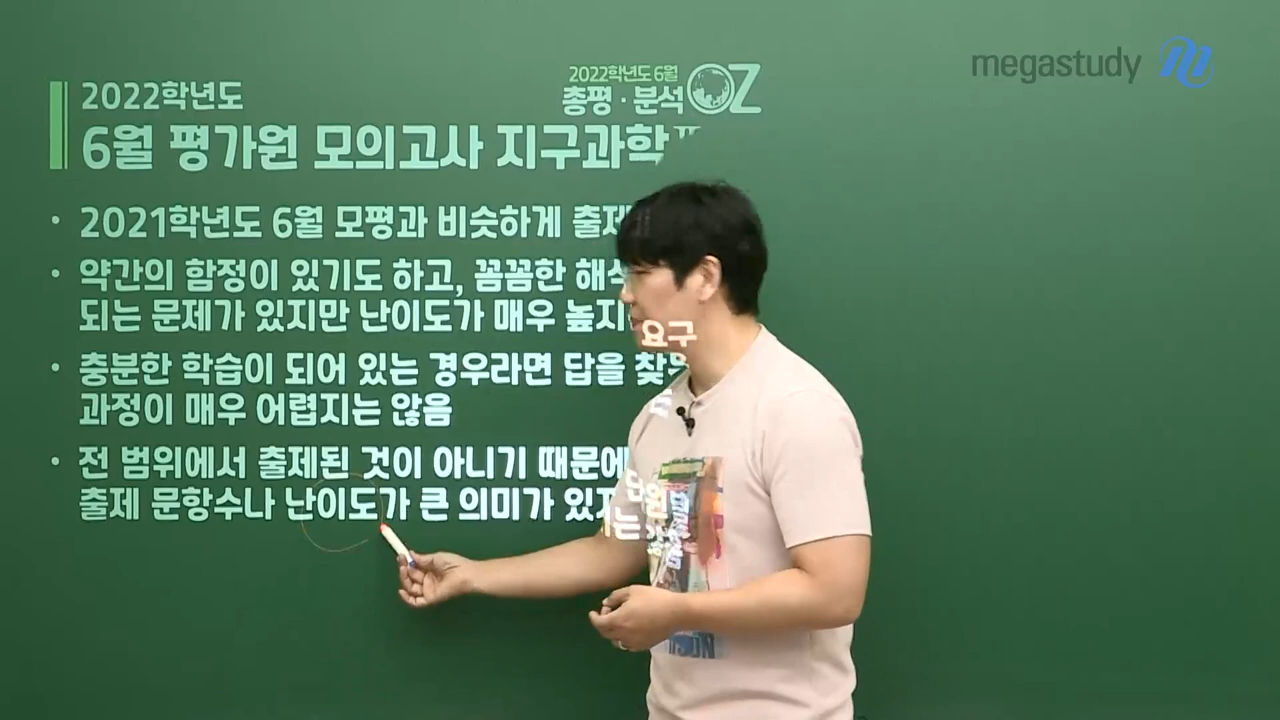 megastudy
2022학년도 6월
총평·분석 OZ
2022학년도
6월 평가원 모의고사 지구과학
• 2021학년도 6월 모평과 비슷하게 출제
• 약간의 함정이 있기도 하고, 꼼꼼한 해석 요구
되는 문제가 있지만 난이도가 매우 높지는
• 충분한 학습이 되어 있는 경우라면 답을 찾는
과정이 매우 어렵지는 않음
• 전 범위에서 출제된 것이 아니기 때문에 단원
출제 문항수나 난이도가 큰 의미가 있지는